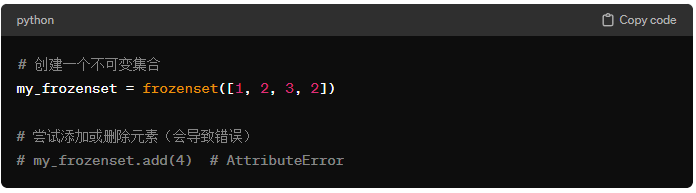 python
Copy code
# 创建一个不可变集合
my_frozenset = frozenset([1, 2, 3, 2])
# 尝试添加或删除元素（会导致错误）
# my_frozenset.add(4)  # AttributeError